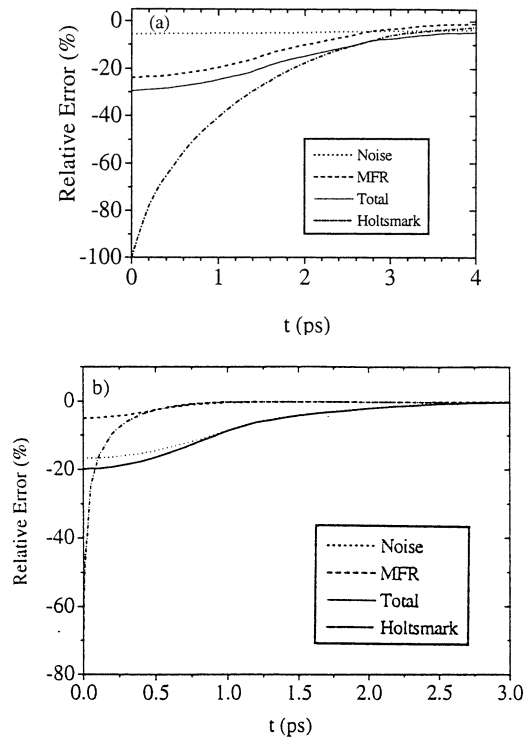 (a)
0
-20
-40
-60
-80
-100
Relative Error (%)
Noise
MFR
Total
Holtsmark
0 1 2 3 4
t (ps)
b)
0
-20
-40
-60
-80
Relative Error (%)
Noise
MFR
Total
Holtsmark
0.0 0.5 1.0 1.5 2.0 2.5 3.0
t (ps)